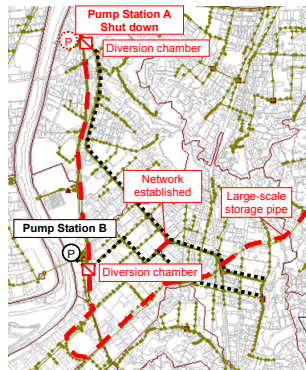 Pump Station A
Shut down
P
Diversion chamber
Network
established
Large-scale
storage pipe
Pump Station B
P
Diversion chamber